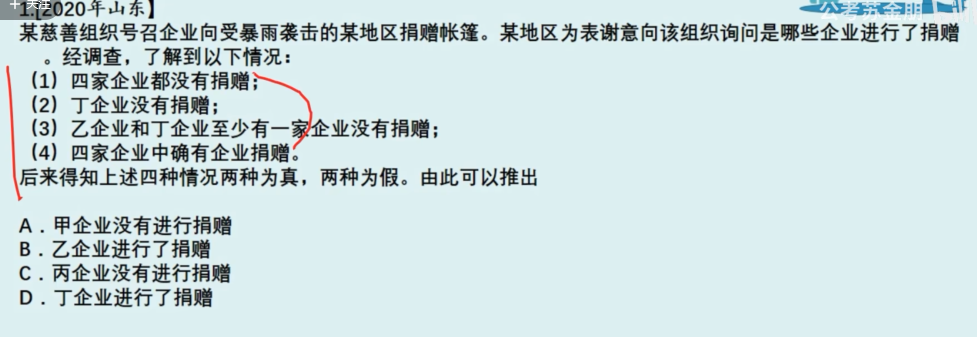 + 关注
1.[2020年山东】
某慈善组织号召企业向受暴雨袭击的某地区捐赠帐篷。某地区为表谢意向该组织询问是哪些企业进行了捐赠
。经调查，了解到以下情况：
(1) 四家企业都没有捐赠；
(2) 丁企业没有捐赠；
(3) 乙企业和丁企业至少有一家企业没有捐赠；
(4) 四家企业中确有企业捐赠。
后来得知上述四种情况两种为真，两种为假。由此可以推出
A．甲企业没有进行捐赠
B．乙企业进行了捐赠
C．丙企业没有进行捐赠
D．丁企业进行了捐赠